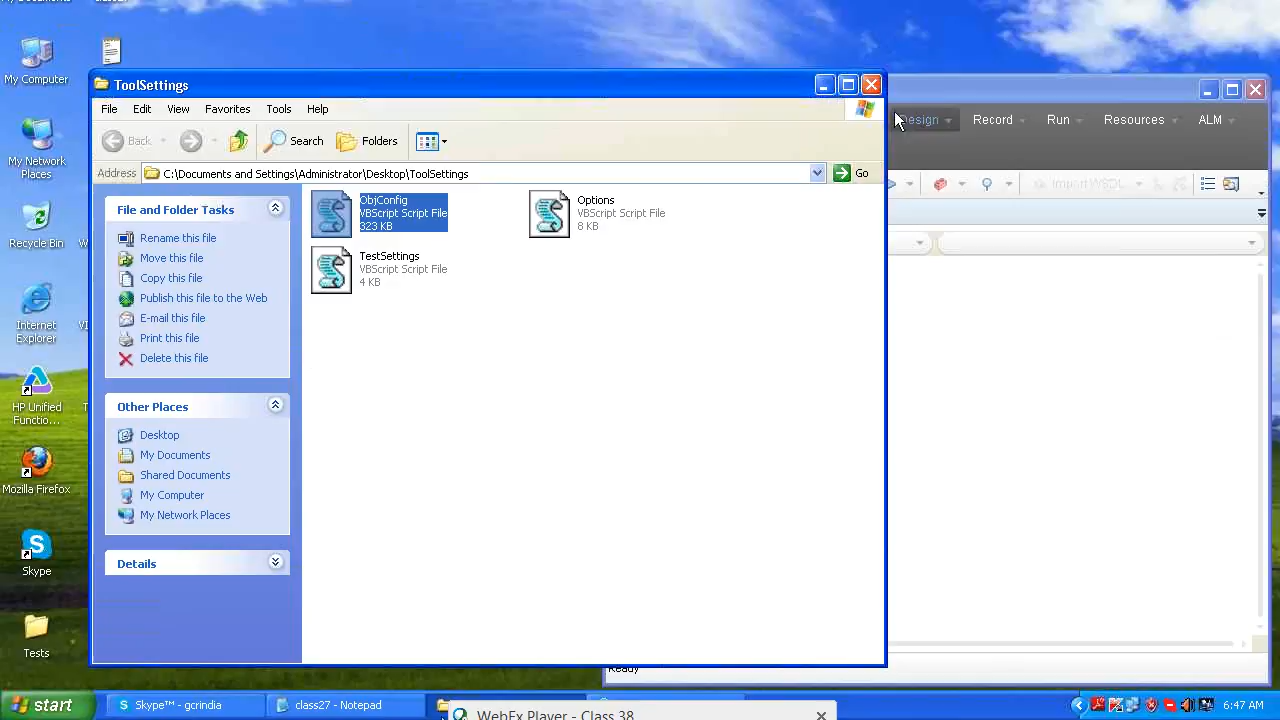 My Computer
My Network
Places
Recycle Bin
Internet
Explorer
HP Unified
Functio...
Mozilla Firefox
Skype
Tests
ToolSettings
File Edit View Favorites Tools Help
Back Search Folders
Address C:\Documents and Settings\Administrator\Desktop\ToolSettings Go
File and Folder Tasks
Rename this file
Move this file
Copy this file
Publish this file to the Web
E-mail this file
Print this file
Delete this file
Other Places
Desktop
My Documents
Shared Documents
My Computer
My Network Places
Details
ObjConfig
VBScript Script File
323 KB
Options
VBScript Script File
8 KB
TestSettings
VBScript Script File
4 KB
Design Record Run Resources ALM
Import WSDL
Ready
start
Skype™ - gcrindia
class27 - Notepad
WebEx Player - Class 38
6:47 AM